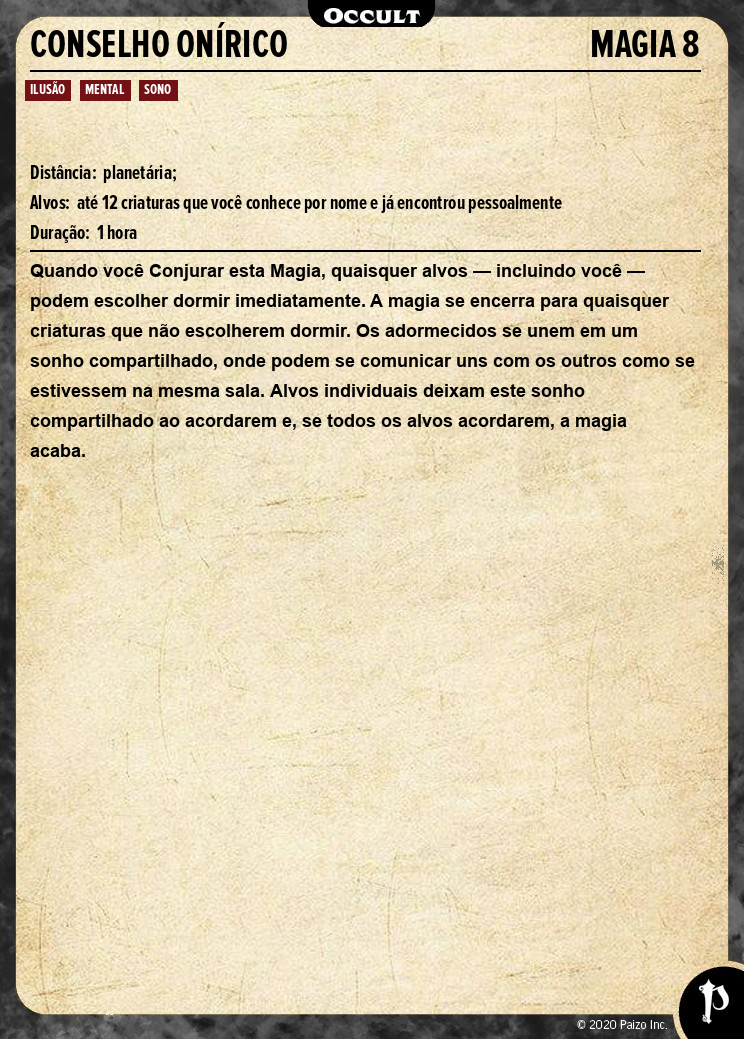 OCCULT
CONSELHO ONÍRICO MAGIA 8
ILUSÃO MENTAL SONO
Distância: planetária;
Alvos: até 12 criaturas que você conhece por nome e já encontrou pessoalmente
Duração: 1 hora
Quando você Conjurar esta Magia, quaisquer alvos — incluindo você —
podem escolher dormir imediatamente. A magia se encerra para quaisquer
criaturas que não escolherem dormir. Os adormecidos se unem em um
sonho compartilhado, onde podem se comunicar uns com os outros como se
estivessem na mesma sala. Alvos individuais deixam este sonho
compartilhado ao acordarem e, se todos os alvos acordarem, a magia
acaba.
© 2020 Paizo Inc.
P